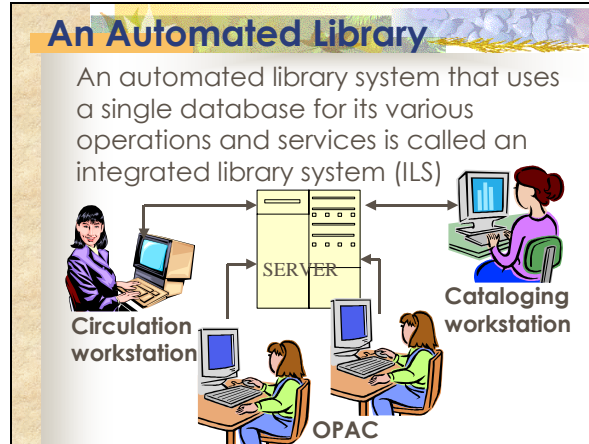 An Automated Library
An automated library system that uses
a single database for its various
operations and services is called an
integrated library system (ILS)
SERVER
Circulation
workstation
Cataloging
workstation
OPAC